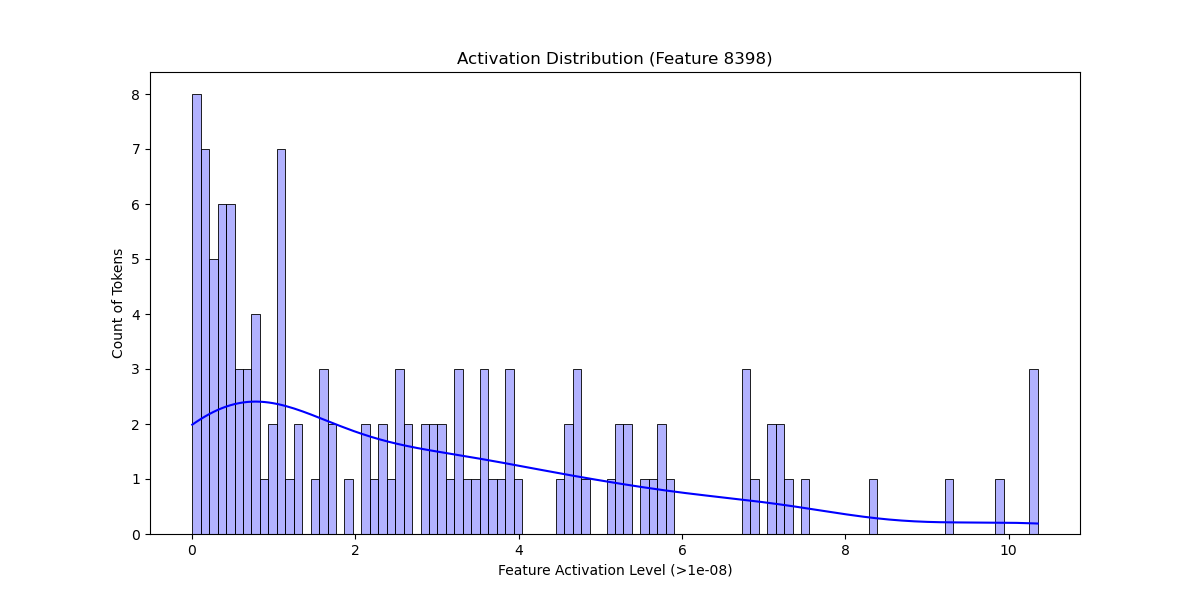 Activation Distribution (Feature 8398)
Count of Tokens
8
7
6
5
4
3
2
1
0
0 2 4 6 8 10
Feature Activation Level (>1e-08)